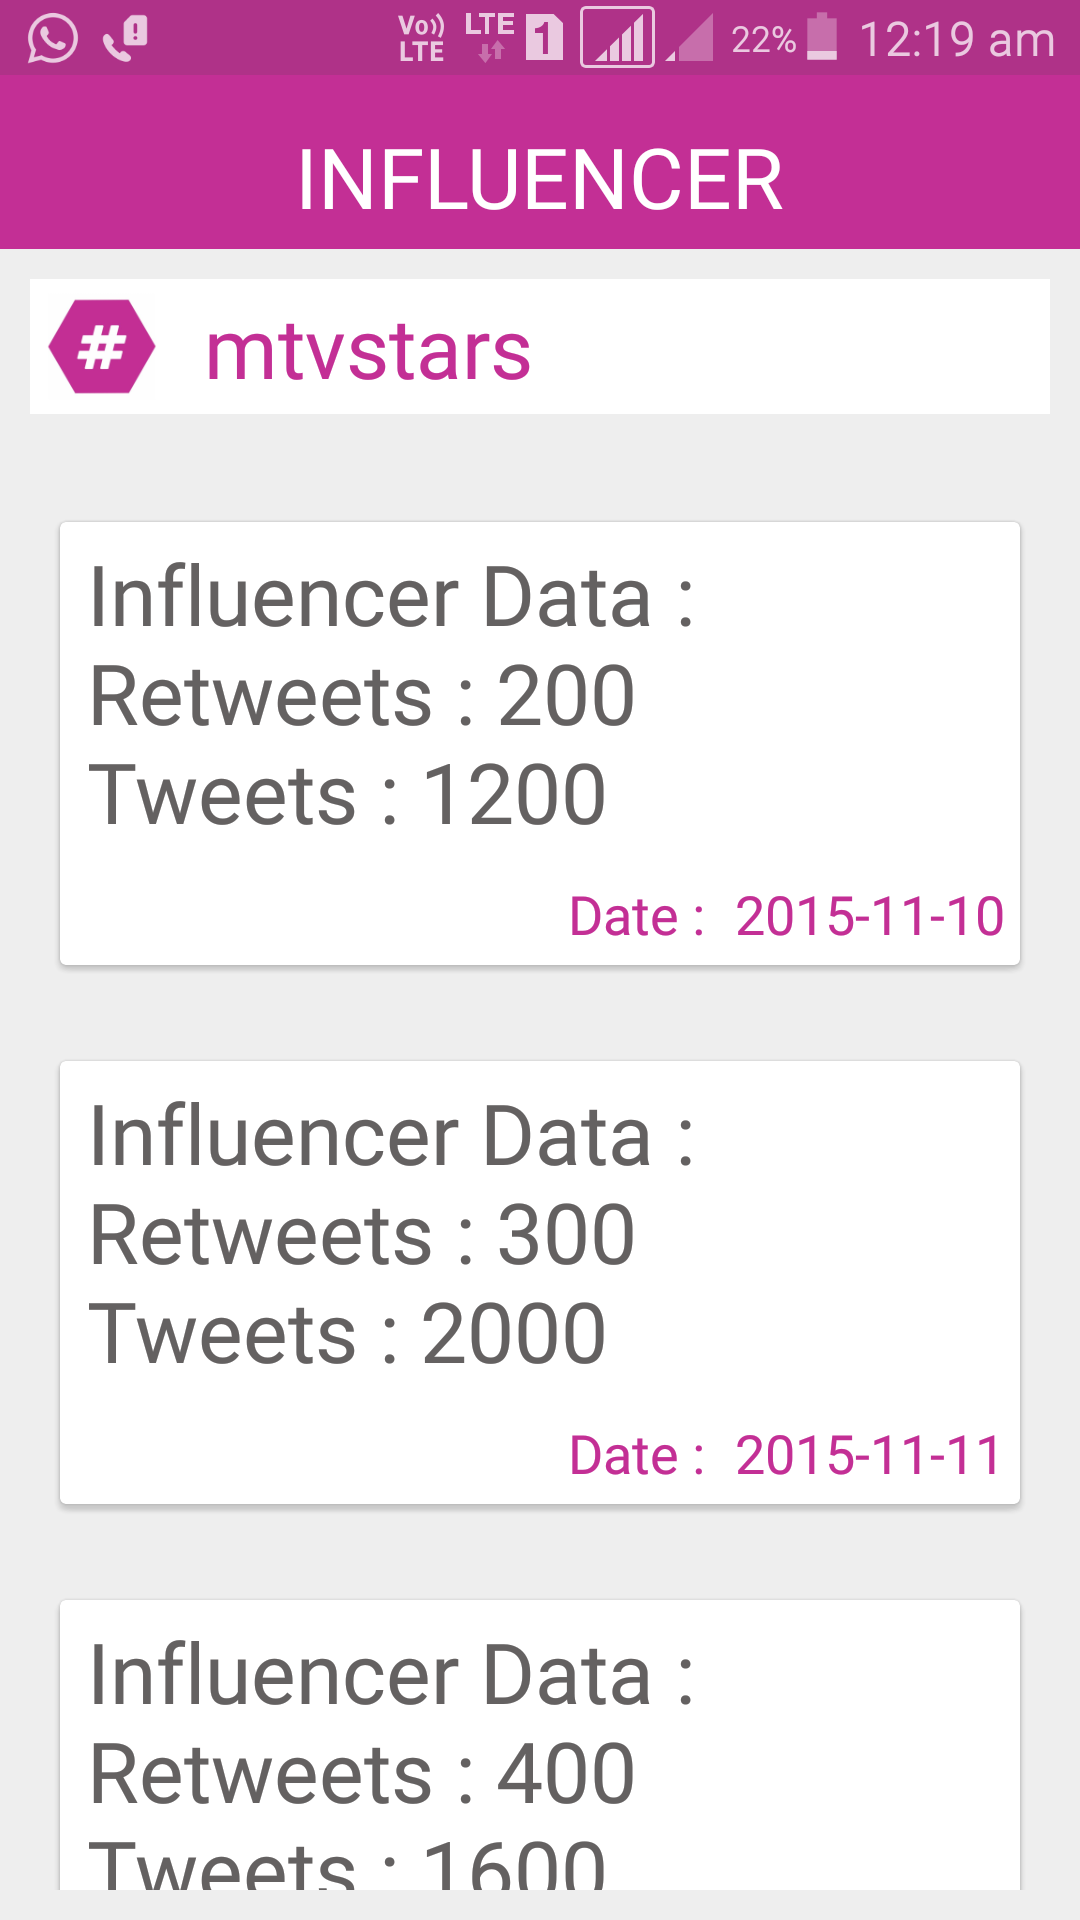 Vo)) LTE LTE 1 22% 12:19 am
INFLUENCER
# mtvstars
Influencer Data :
Retweets : 200
Tweets : 1200
Date : 2015-11-10
Influencer Data :
Retweets : 300
Tweets : 2000
Date : 2015-11-11
Influencer Data :
Retweets : 400
Tweets : 1600